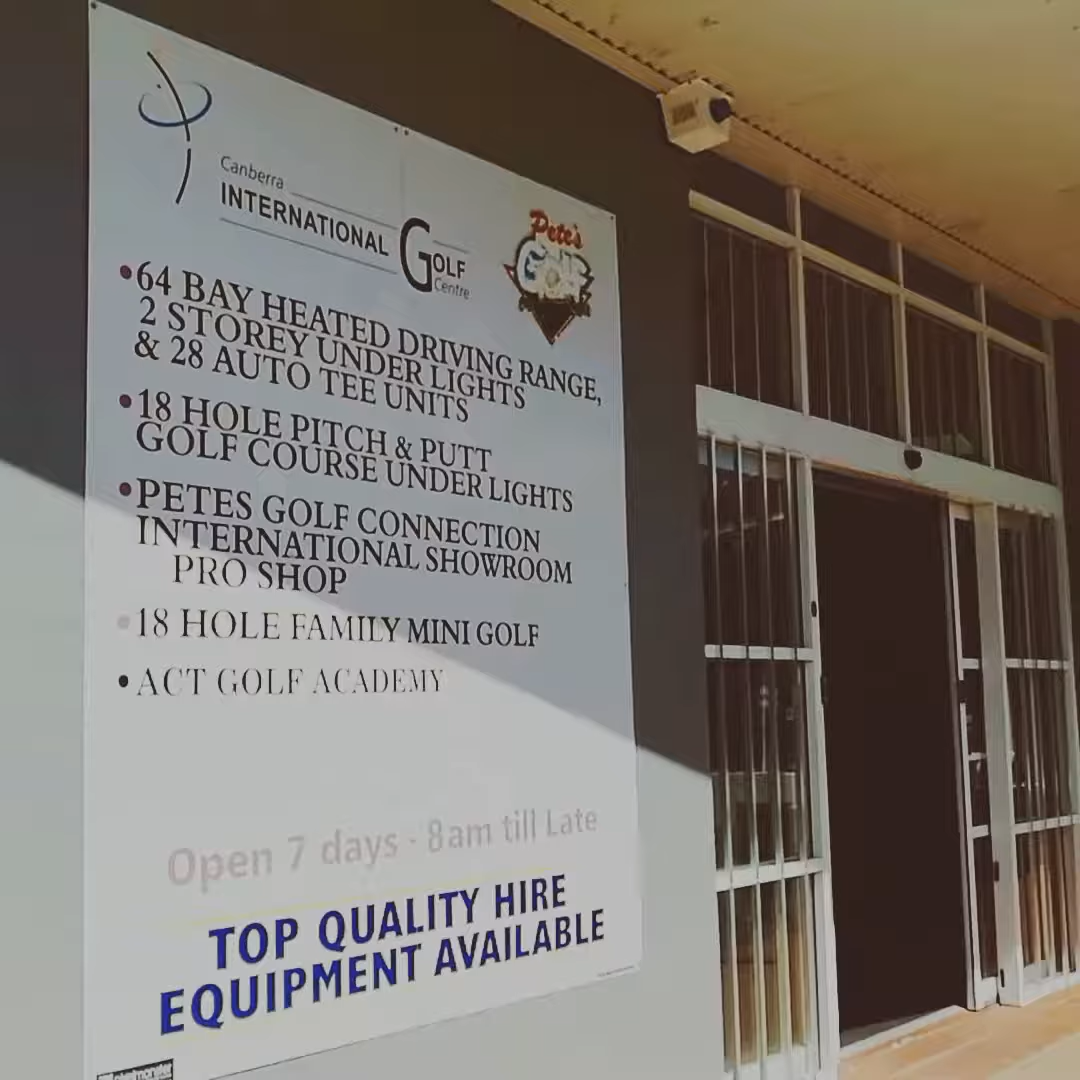 Canberra
INTERNATIONAL GOLF
Centre
Pete's
GOLF
•64 BAY HEATED DRIVING RANGE,
2 STOREY UNDER LIGHTS
& 28 AUTO TEE UNITS
•18 HOLE PITCH & PUTT
GOLF COURSE UNDER LIGHTS
•PETES GOLF CONNECTION
INTERNATIONAL SHOWROOM
PRO SHOP
•18 HOLE FAMILY MINI GOLF
•ACT GOLF ACADEMY
Open 7 days · 8am till Late
TOP QUALITY HIRE
EQUIPMENT AVAILABLE